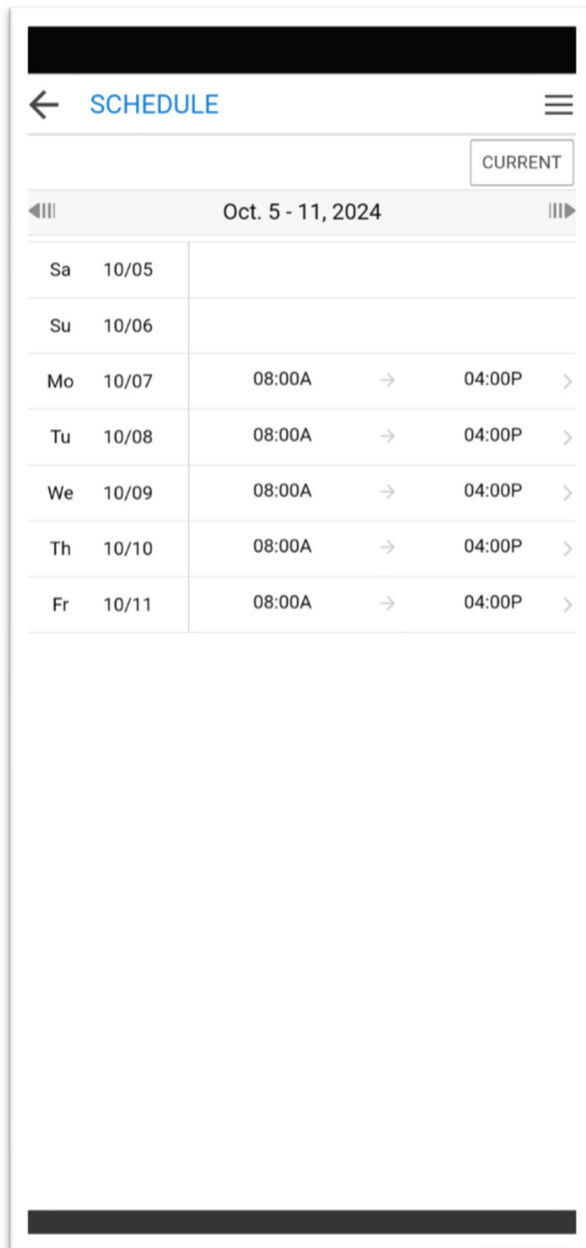 SCHEDULE
CURRENT
Oct. 5 - 11, 2024
Sa 10/05
Su 10/06
Mo 10/07 08:00A → 04:00P >
Tu 10/08 08:00A → 04:00P >
We 10/09 08:00A → 04:00P >
Th 10/10 08:00A → 04:00P >
Fr 10/11 08:00A → 04:00P >